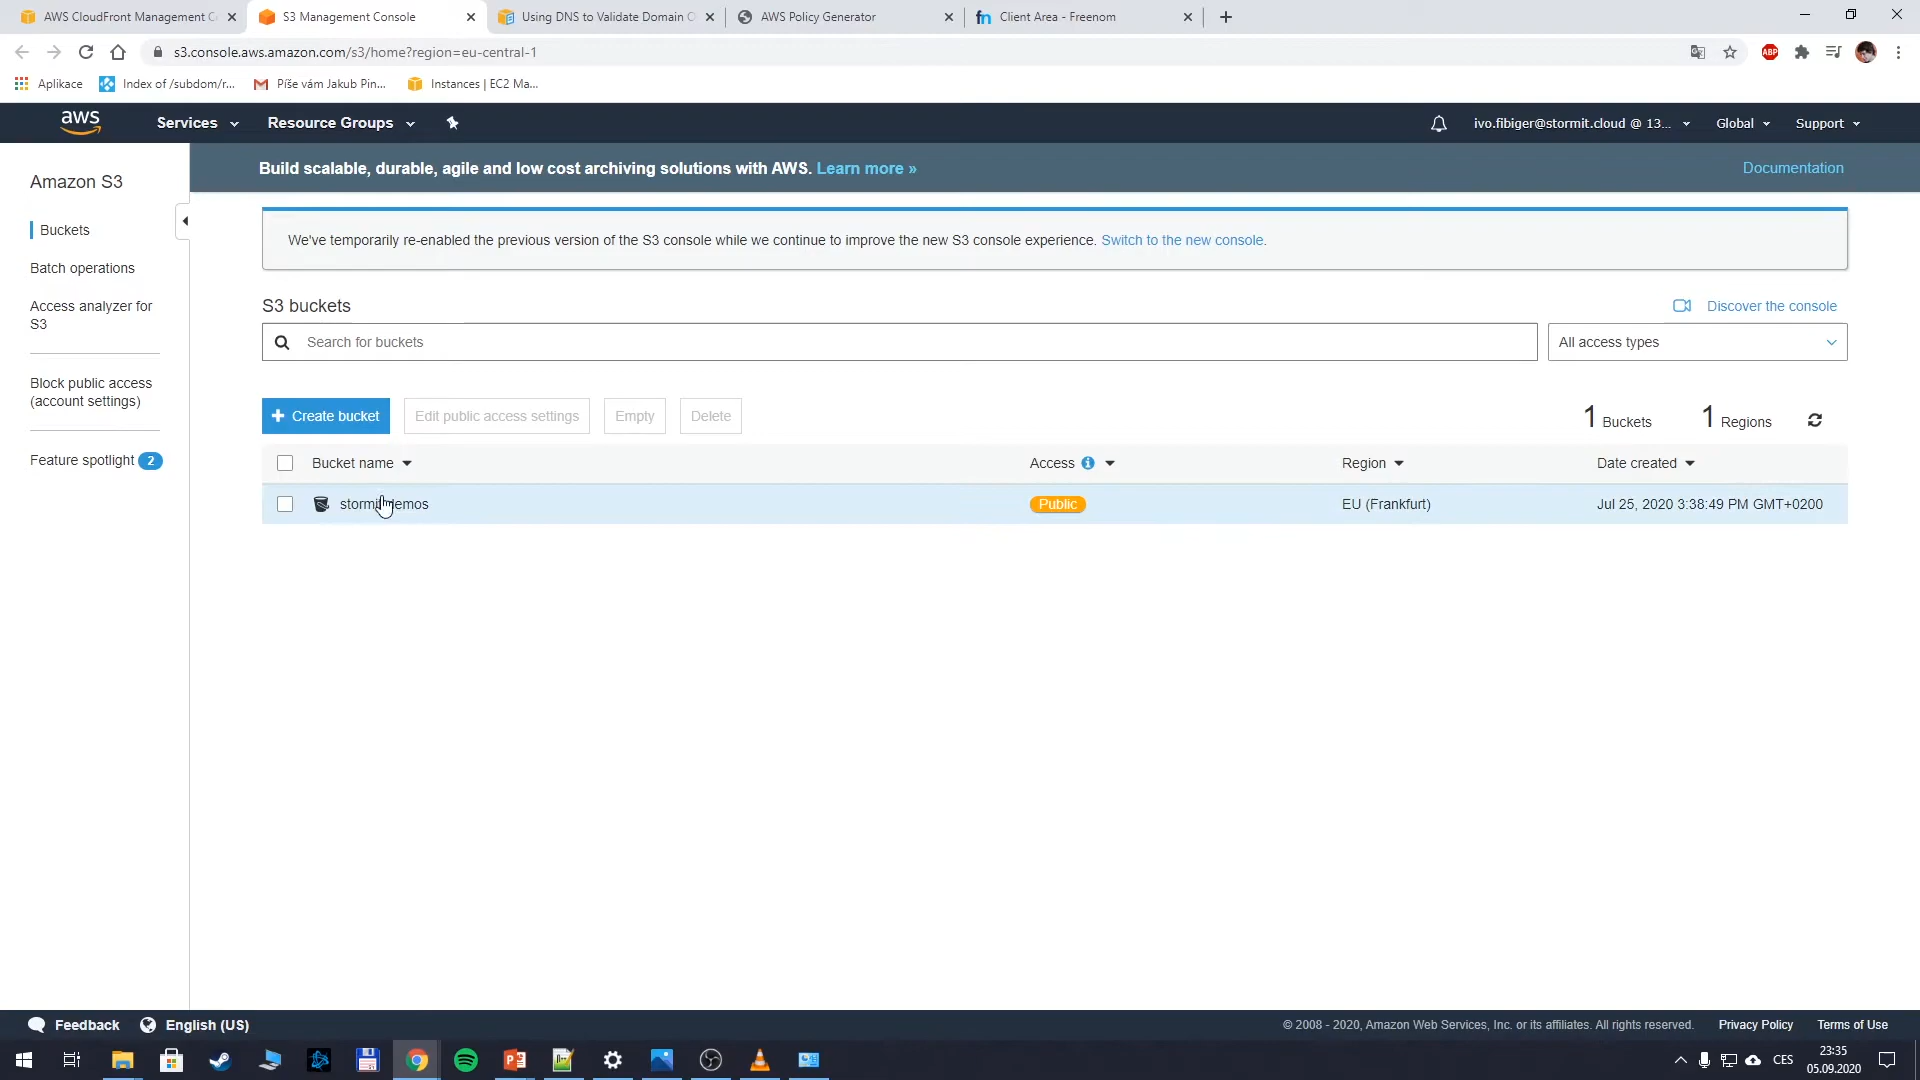 AWS CloudFront Management C
S3 Management Console
Using DNS to Validate Domain O
AWS Policy Generator
fn Client Area - Freenom
s3.console.aws.amazon.com/s3/home?region=eu-central-1
ABP
Aplikace
Index of /subdom/r...
Píše vám Jakub Pin...
Instances | EC2 Ma...
aws
Services
Resource Groups
ivo.fibiger@stormit.cloud @ 13...
Global
Support
Amazon S3
Build scalable, durable, agile and low cost archiving solutions with AWS. Learn more »
Documentation
Buckets
Batch operations
Access analyzer for
S3
Block public access
(account settings)
Feature spotlight 2
We've temporarily re-enabled the previous version of the S3 console while we continue to improve the new S3 console experience. Switch to the new console.
S3 buckets
Discover the console
Search for buckets
All access types
Create bucket
Edit public access settings
Empty
Delete
1 Buckets
1 Regions
Bucket name
Access
Region
Date created
Public
EU (Frankfurt)
Jul 25, 2020 3:38:49 PM GMT+0200
Feedback
English (US)
© 2008 - 2020, Amazon Web Services, Inc. or its affiliates. All rights reserved.
Privacy Policy
Terms of Use
CES
23:35
05.09.2020